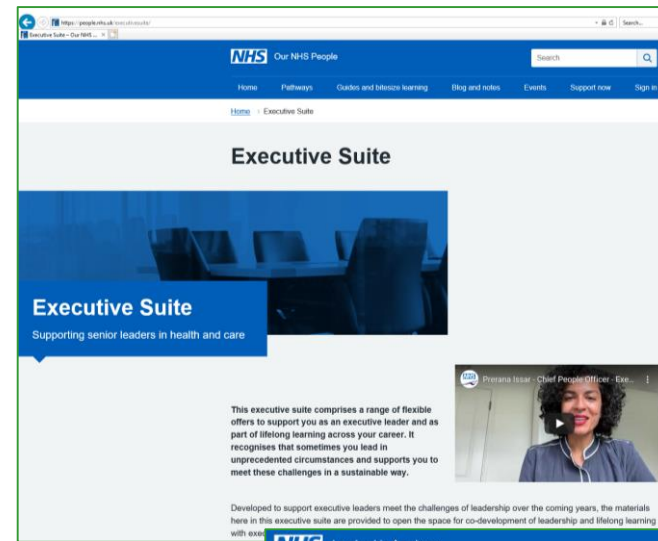 https://people.nhs.uk/executivesuite/
Search...
Executive Suite - Our NHS ...
NHS Our NHS People
Search
Home Pathways Guides and bitesize learning Blog and notes Events Support now Sign in
Home Executive Suite
Executive Suite
Executive Suite
Supporting senior leaders in health and care
Prerana Issar - Chief People Officer - Exe...
This executive suite comprises a range of flexible
offers to support you as an executive leader and as
part of lifelong learning across your career. It
recognises that sometimes you lead in
unprecedented circumstances and supports you to
meet these challenges in a sustainable way.
Developed to support executive leaders meet the challenges of leadership over the coming years, the materials
here in this executive suite are provided to open the space for co-development of leadership and lifelong learning
with
NHS